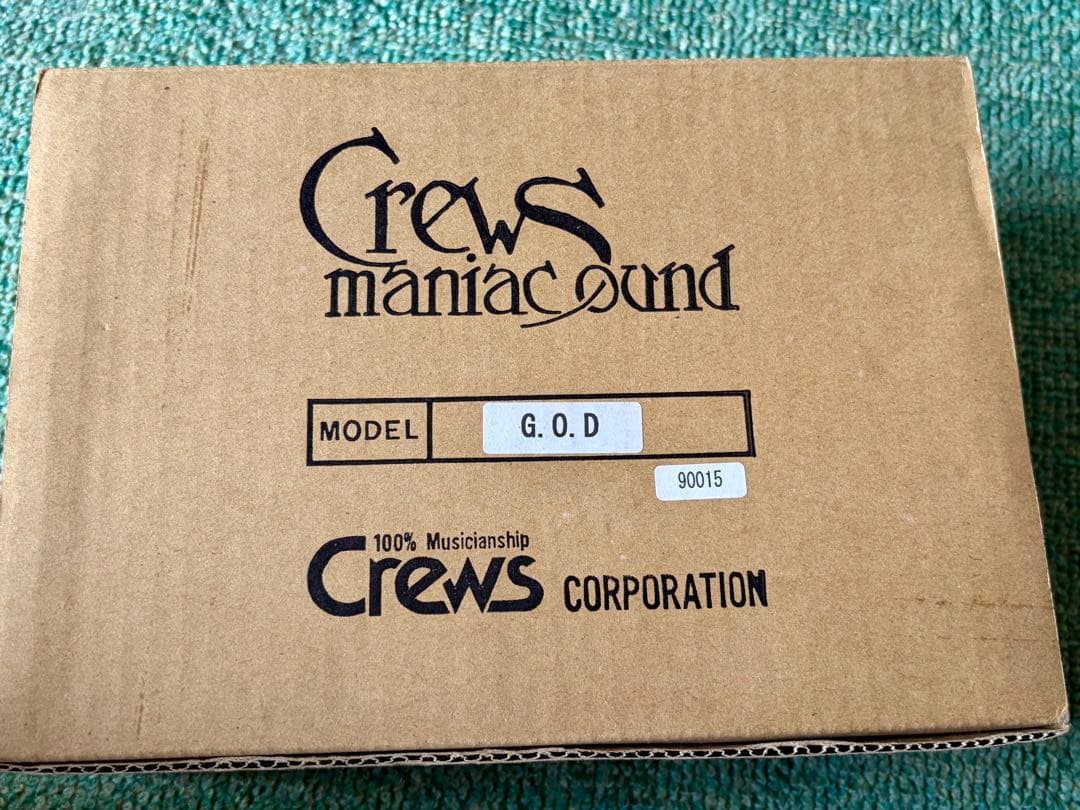 Crews
maniac sound
MODEL G.O.D
90015
100% Musicianship
Crews CORPORATION